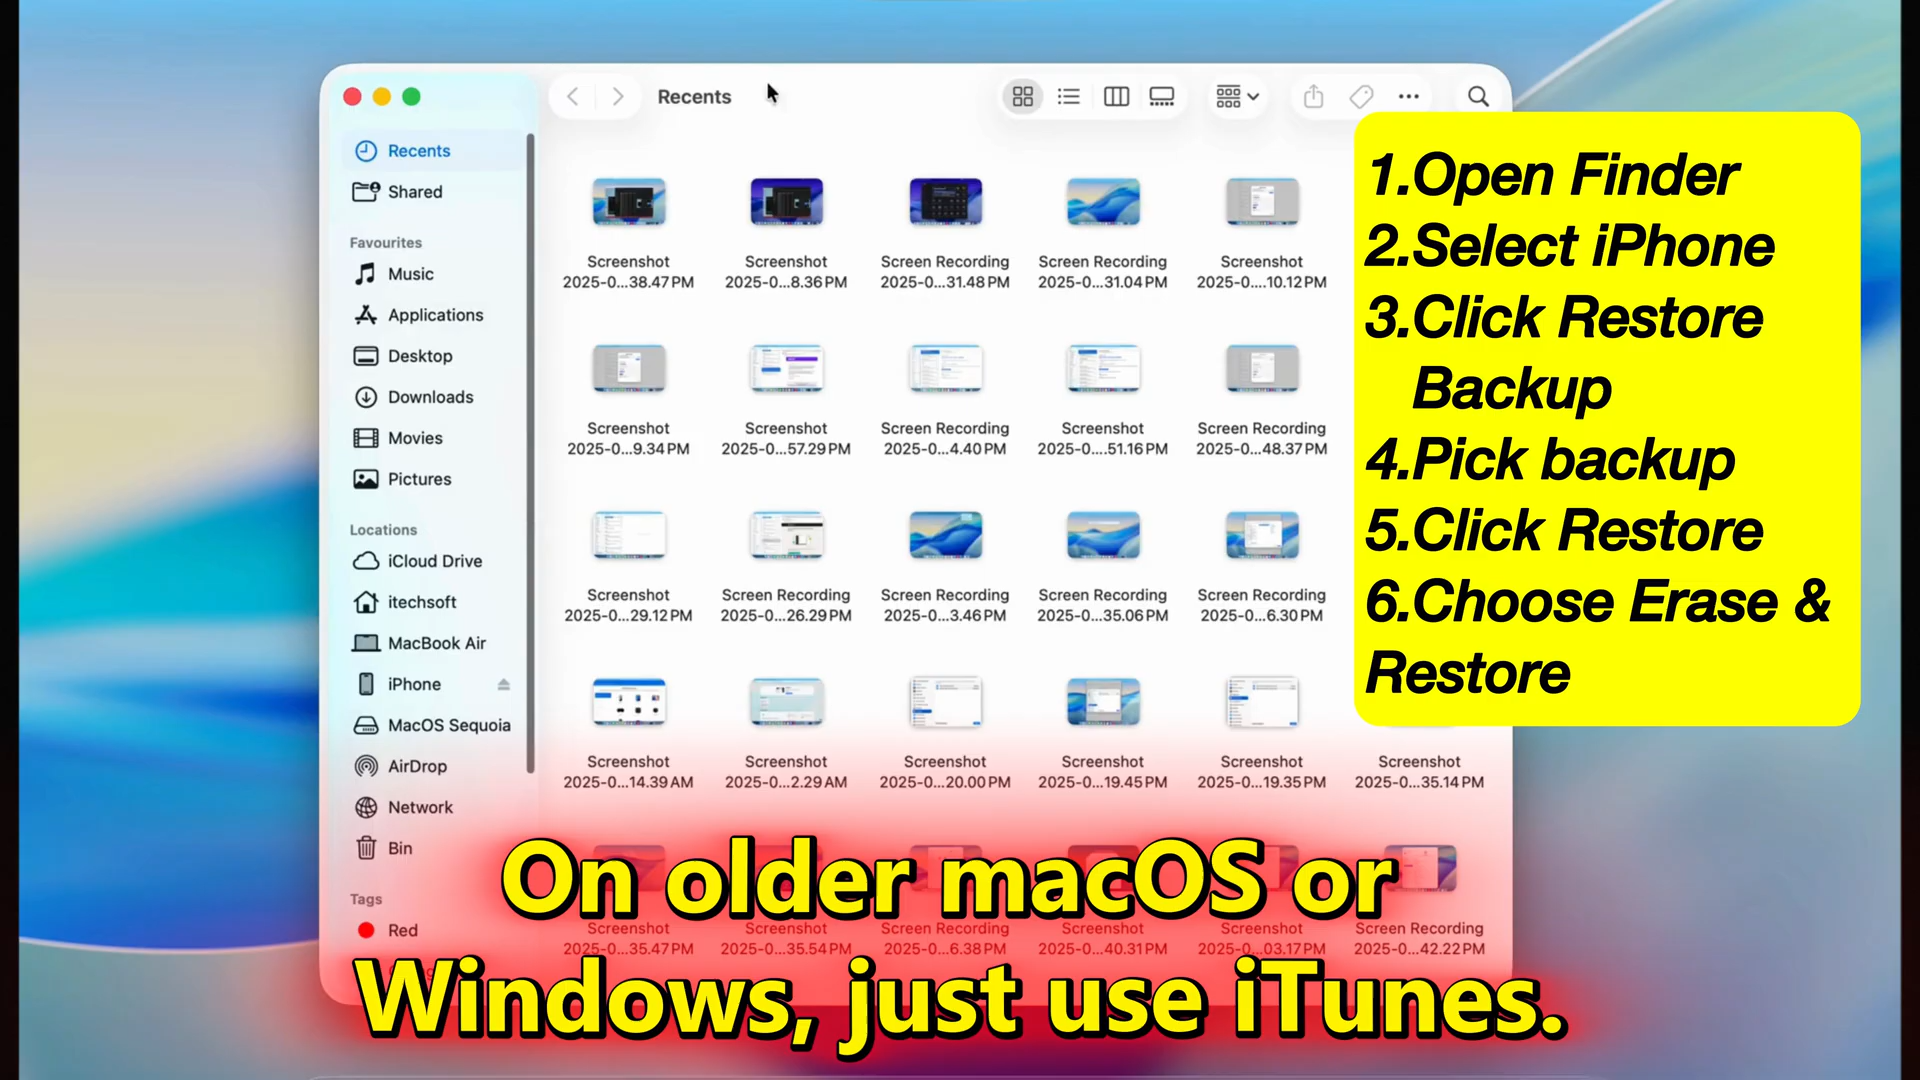 Recents
Recents
Shared
Favourites
Music
Applications
Desktop
Downloads
Movies
Pictures
Locations
iCloud Drive
itechsoft
MacBook Air
iPhone
MacOS Sequoia
AirDrop
Network
Bin
Tags
Red
Screenshot Screenshot Screen Recording Screen Recording Screenshot
2025-0...38.47 PM 2025-0...8.36 PM 2025-0...31.48 PM 2025-0...31.04 PM 2025-0....10.12 PM
Screenshot Screenshot Screen Recording Screenshot Screen Recording
2025-0...9.34 PM 2025-0...57.29 PM 2025-0...4.40 PM 2025-0....51.16 PM 2025-0...48.37 PM
Screenshot Screen Recording Screen Recording Screen Recording Screen Recording
2025-0...29.12 PM 2025-0...26.29 PM 2025-0...3.46 PM 2025-0...35.06 PM 2025-0...6.30 PM
Screenshot Screenshot Screenshot Screenshot Screenshot Screenshot
2025-0...14.39 AM 2025-0...2.29 AM 2025-0...20.00 PM 2025-0...19.45 PM 2025-0...19.35 PM 2025-0...35.14 PM
Screenshot Screenshot Screen Recording Screenshot Screenshot Screen Recording
2025-0...35.47 PM 2025-0...35.54 PM 2025-0...6.38 PM 2025-0...40.31 PM 2025-0...03.17 PM 2025-0...42.22 PM
1.Open Finder
2.Select iPhone
3.Click Restore
Backup
4.Pick backup
5.Click Restore
6.Choose Erase &
Restore
On older macOS or
Windows, just use iTunes.